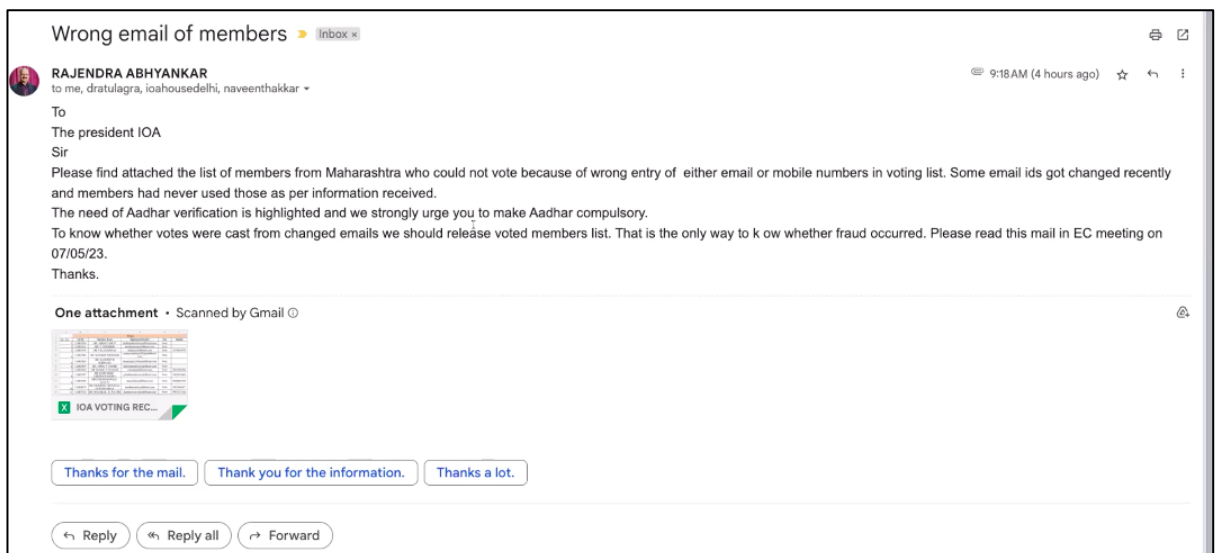 Wrong email of members Inbox ×
RAJENDRA ABHYANKAR 9:18 AM (4 hours ago)
to me, dratulagra, ioahousedelhi, naveenthakkar
To
The president IOA
Sir
Please find attached the list of members from Maharashtra who could not vote because of wrong entry of either email or mobile numbers in voting list. Some email ids got changed recently
and members had never used those as per information received.
The need of Aadhar verification is highlighted and we strongly urge you to make Aadhar compulsory.
To know whether votes were cast from changed emails we should release voted members list. That is the only way to k ow whether fraud occurred. Please read this mail in EC meeting on
07/05/23.
Thanks.
One attachment • Scanned by Gmail
X IOA VOTING REC...
Thanks for the mail. Thank you for the information. Thanks a lot.
Reply Reply all Forward